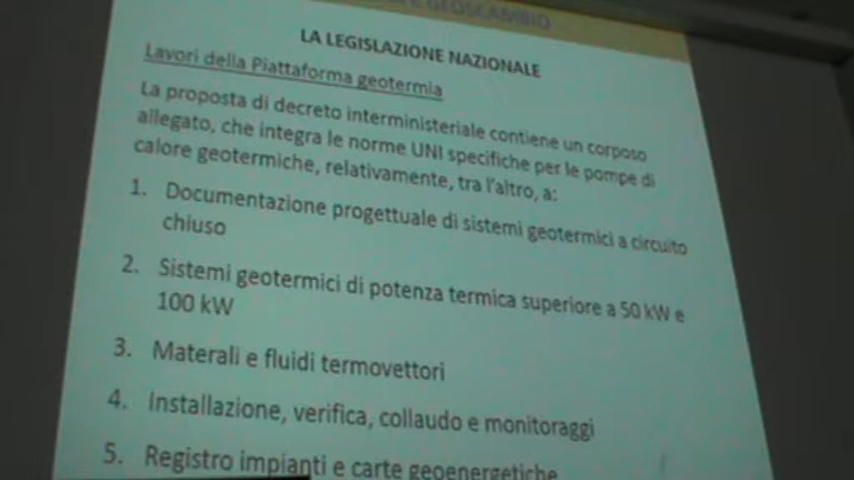 E GEOSCAMBIO
LA LEGISLAZIONE NAZIONALE
Lavori della Piattaforma geotermia
La proposta di decreto interministeriale contiene un corposo
allegato, che integra le norme UNI specifiche per le pompe di
calore geotermiche, relativamente, tra l'altro, a:
1. Documentazione progettuale di sistemi geotermici a circuito
chiuso
2. Sistemi geotermici di potenza termica superiore a 50 kW e
100 kW
3. Materali e fluidi termovettori
4. Installazione, verifica, collaudo e monitoraggi
5. Registro impianti e carte geoenergetiche